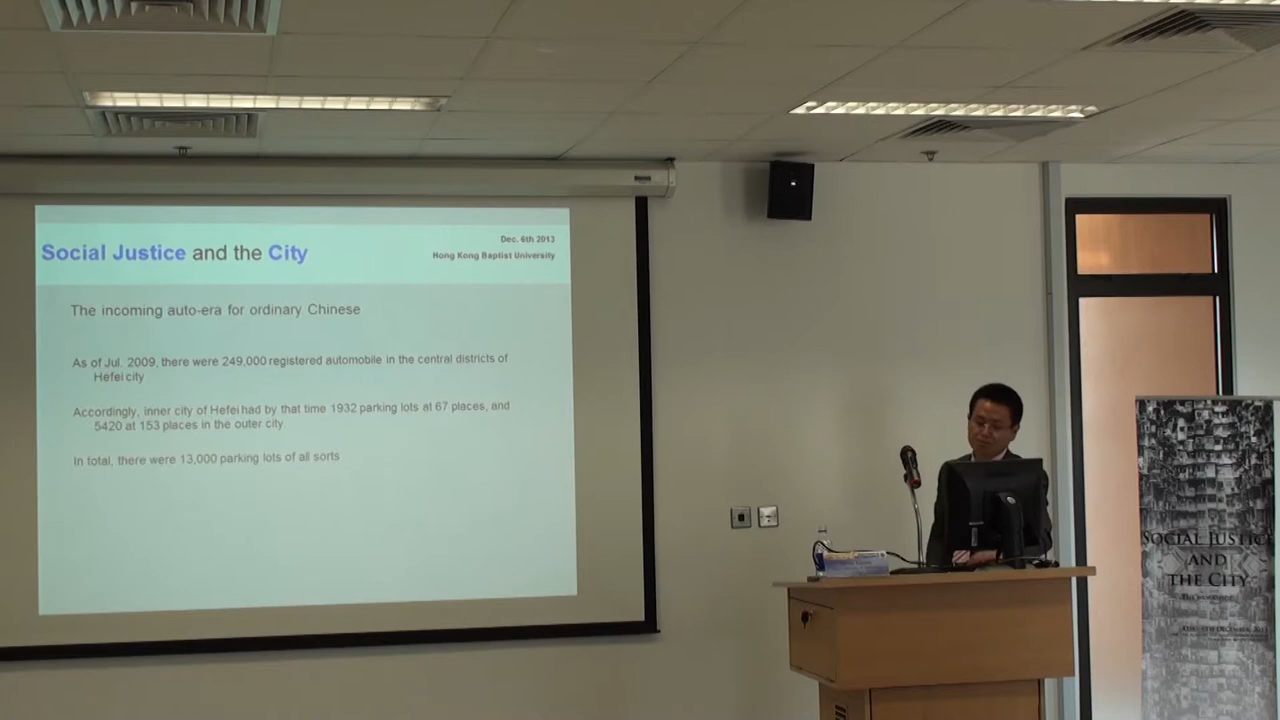 Social Justice and the City
Dec. 6th 2013
Hong Kong Baptist University
The incoming auto-era for ordinary Chinese
As of Jul. 2009, there were 249,000 registered automobile in the central districts of
Hefei city
Accordingly, inner city of Hefei had by that time 1932 parking lots at 67 places, and
5420 at 153 places in the outer city
In total, there were 13,000 parking lots of all sorts
SOCIAL JUSTICE
AND
THE CITY